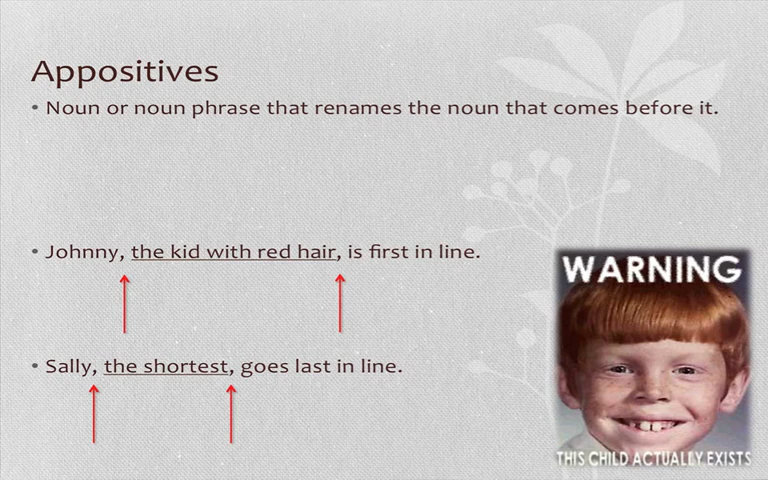 Appositives
• Noun or noun phrase that renames the noun that comes before it.
• Johnny, the kid with red hair, is first in line.
• Sally, the shortest, goes last in line.
WARNING
THIS CHILD ACTUALLY EXISTS